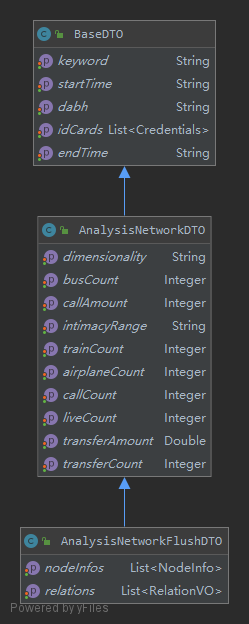 BaseDTO
keyword String
startTime String
dabh String
idCards List<Credentials>
endTime String
AnalysisNetworkDTO
dimensionality String
busCount Integer
callAmount Integer
intimacyRange String
trainCount Integer
airplaneCount Integer
callCount Integer
liveCount Integer
transferAmount Double
transferCount Integer
AnalysisNetworkFlushDTO
nodeInfos List<NodeInfo>
relations List<RelationVO>
Powered by yFiles